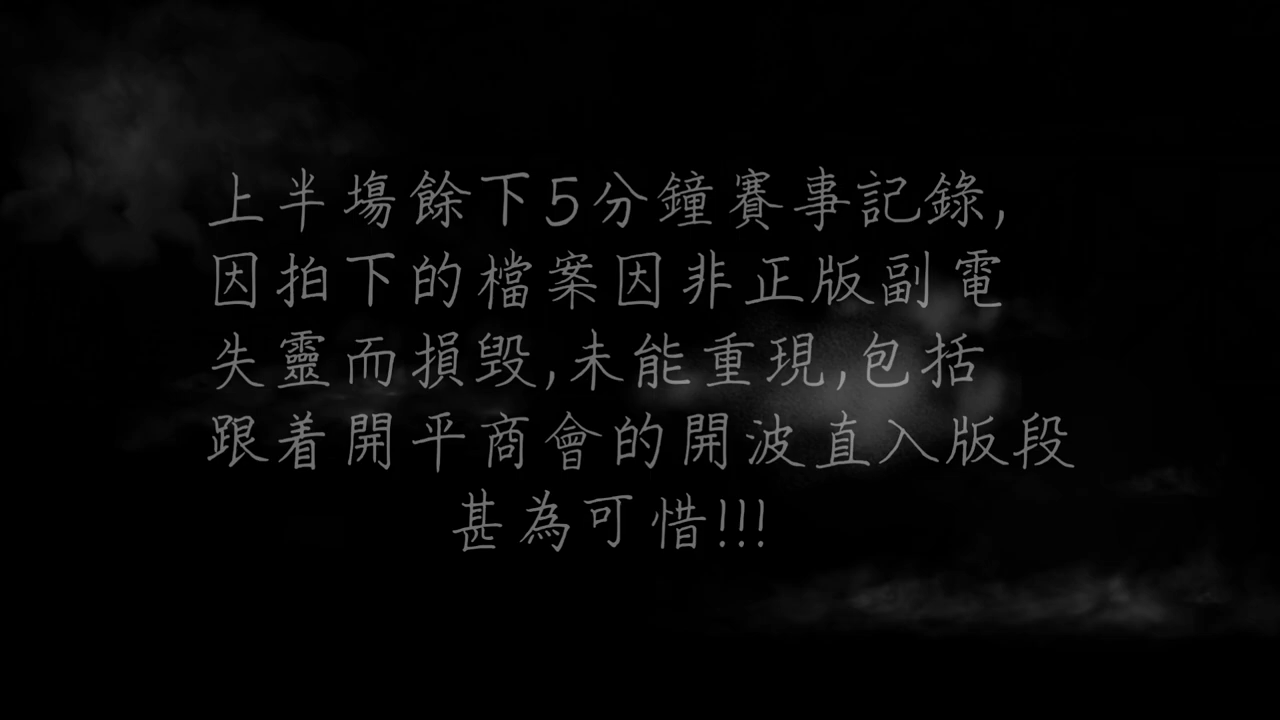 上半塲餘下5分鐘賽事記錄,
因拍下的檔案因非正版副電
失靈而損毀,未能重現,包括
跟着開平商會的開波直入版段
甚為可惜!!!